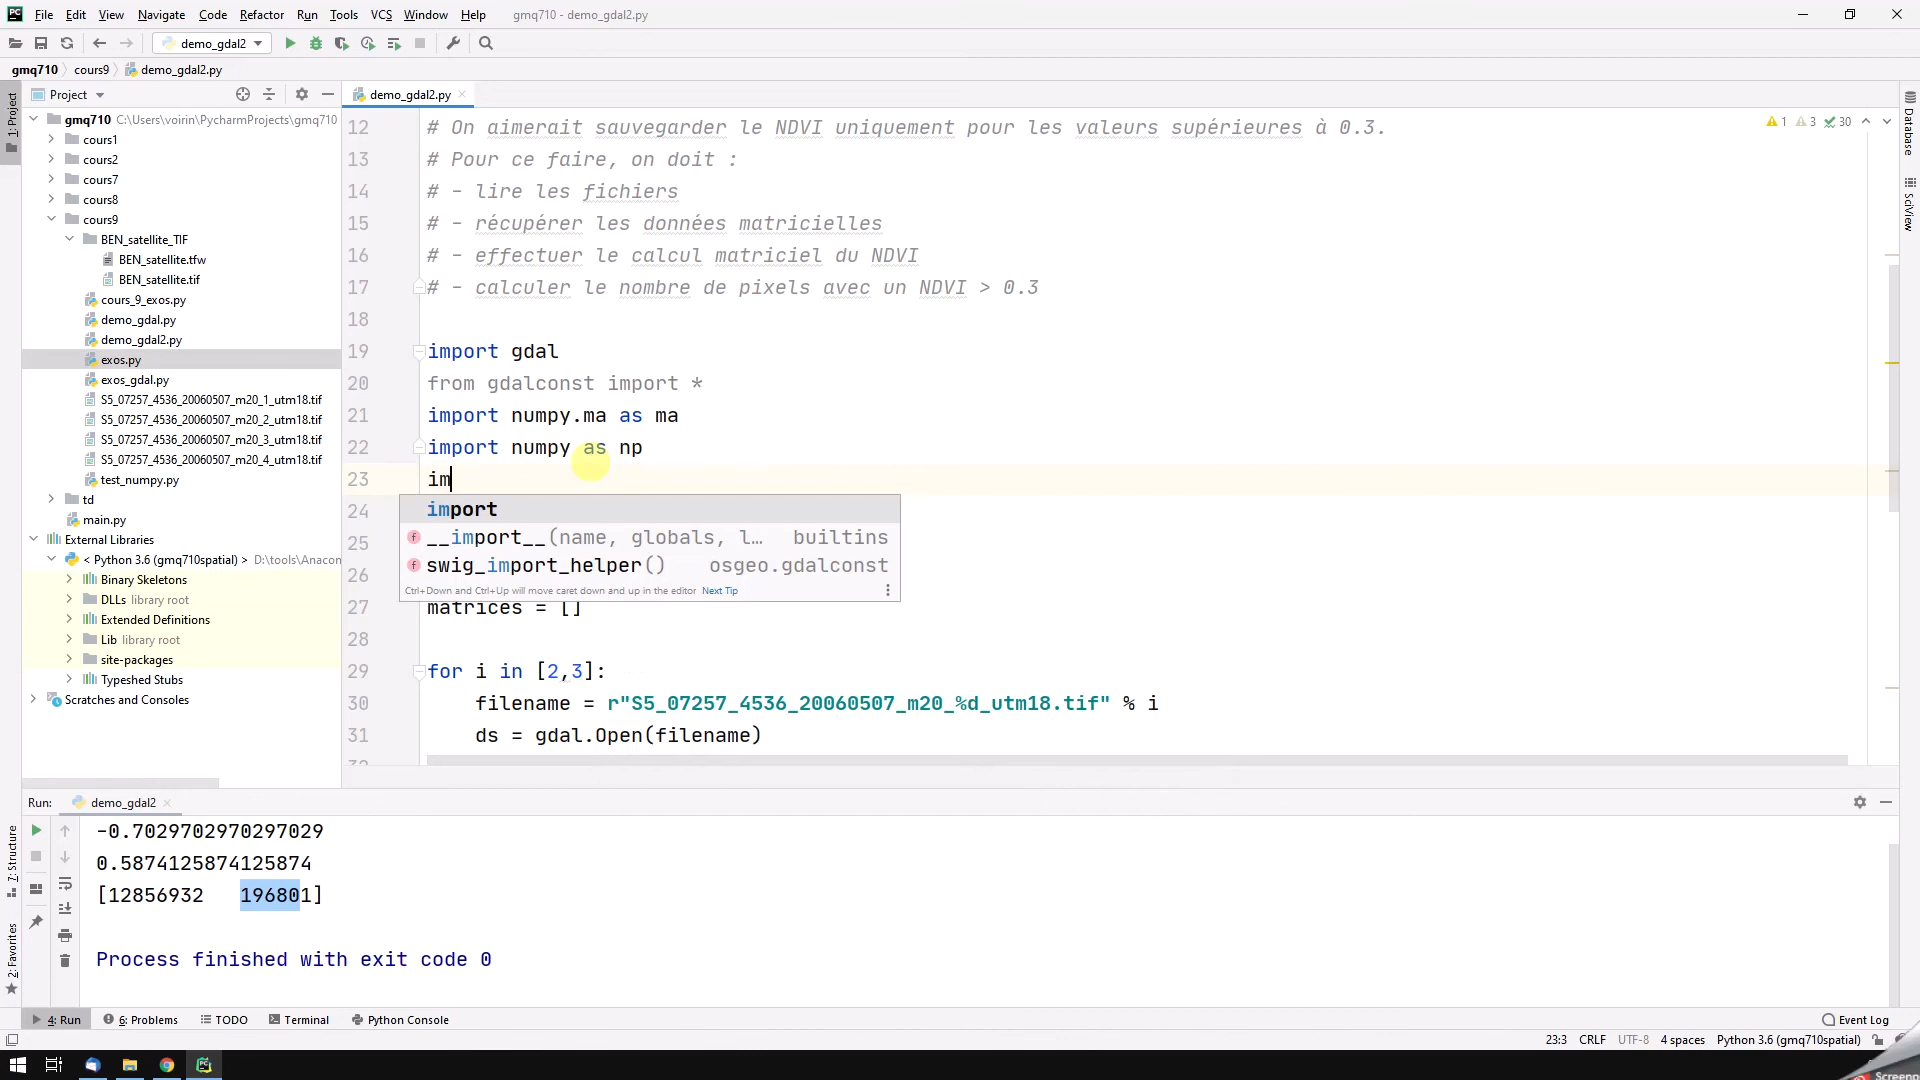 File Edit View Navigate Code Refactor Run Tools VCS Window Help gmq710 - demo_gdal2.py
demo_gdal2
gmq710 cours9 demo_gdal2.py
1: Project
Project
gmq710 C:\Users\voirin\PycharmProjects\gmq710
cours1
cours2
cours7
cours8
cours9
BEN_satellite_TIF
BEN_satellite.tfw
BEN_satellite.tif
cours_9_exos.py
demo_gdal.py
demo_gdal2.py
exos.py
exos_gdal.py
S5_07257_4536_20060507_m20_1_utm18.tif
S5_07257_4536_20060507_m20_2_utm18.tif
S5_07257_4536_20060507_m20_3_utm18.tif
S5_07257_4536_20060507_m20_4_utm18.tif
test_numpy.py
td
main.py
External Libraries
< Python 3.6 (gmq710spatial) > D:\tools\Anacon
Binary Skeletons
DLLs library root
Extended Definitions
Lib library root
site-packages
Typeshed Stubs
Scratches and Consoles
demo_gdal2.py
1 3 30
12 # On aimerait sauvegarder le NDVI uniquement pour les valeurs supérieures à 0.3.
13 # Pour ce faire, on doit :
14 # - lire les fichiers
15 # - récupérer les données matricielles
16 # - effectuer le calcul matriciel du NDVI
17 # - calculer le nombre de pixels avec un NDVI > 0.3
18
19 import gdal
20 from gdalconst import *
21 import numpy.ma as ma
22 import numpy as np
23 im
24
25
26
27 matrices = []
28
29 for i in [2,3]:
30 filename = r"S5_07257_4536_20060507_m20_%d_utm18.tif" % i
31 ds = gdal.Open(filename)
import
__import__(name, globals, l… builtins
swig_import_helper() osgeo.gdalconst
Ctrl+Down and Ctrl+Up will move caret down and up in the editor Next Tip
Database
SciView
Run: demo_gdal2
-0.7029702970297029
0.5874125874125874
[12856932 196801]
Process finished with exit code 0
7: Structure
2: Favorites
4: Run 6: Problems TODO Terminal Python Console Event Log
23:3 CRLF UTF-8 4 spaces Python 3.6 (gmq710spatial)